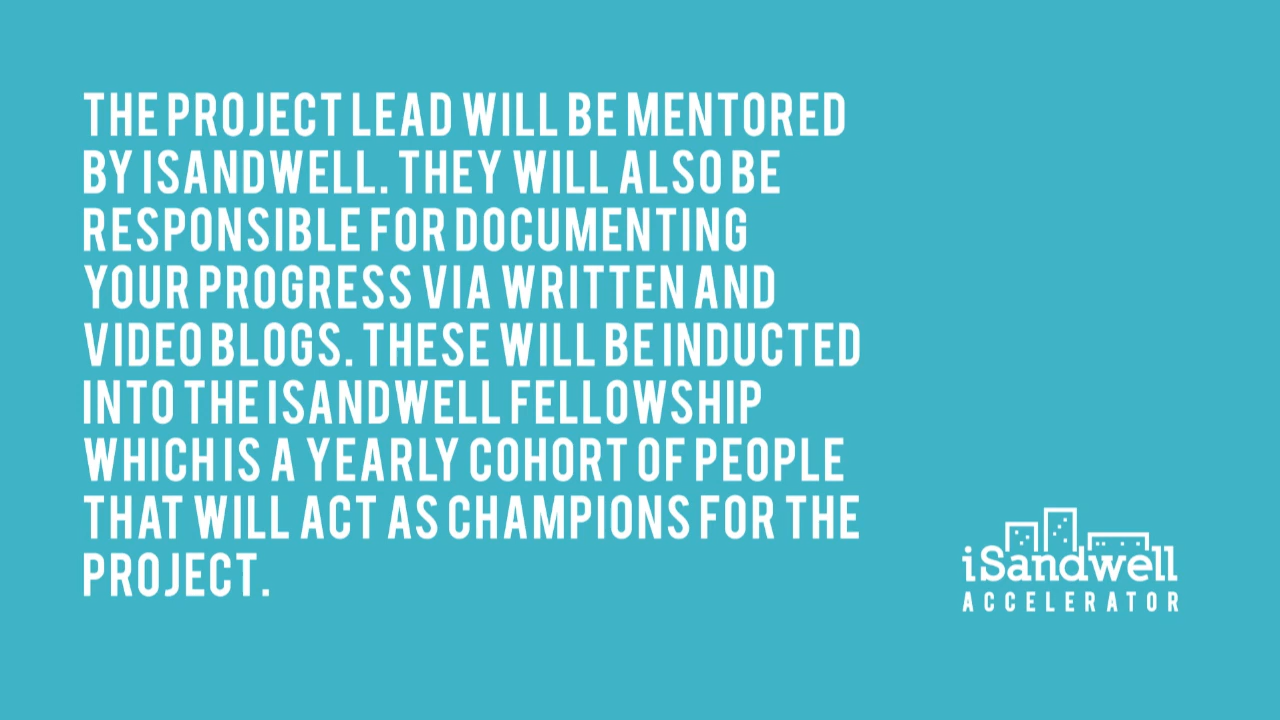 THE PROJECT LEAD WILL BE MENTORED
BY ISANDWELL. THEY WILL ALSO BE
RESPONSIBLE FOR DOCUMENTING
YOUR PROGRESS VIA WRITTEN AND
VIDEO BLOGS. THESE WILL BE INDUCTED
INTO THE ISANDWELL FELLOWSHIP
WHICH IS A YEARLY COHORT OF PEOPLE
THAT WILL ACT AS CHAMPIONS FOR THE
PROJECT.
iSandwell
ACCELERATOR